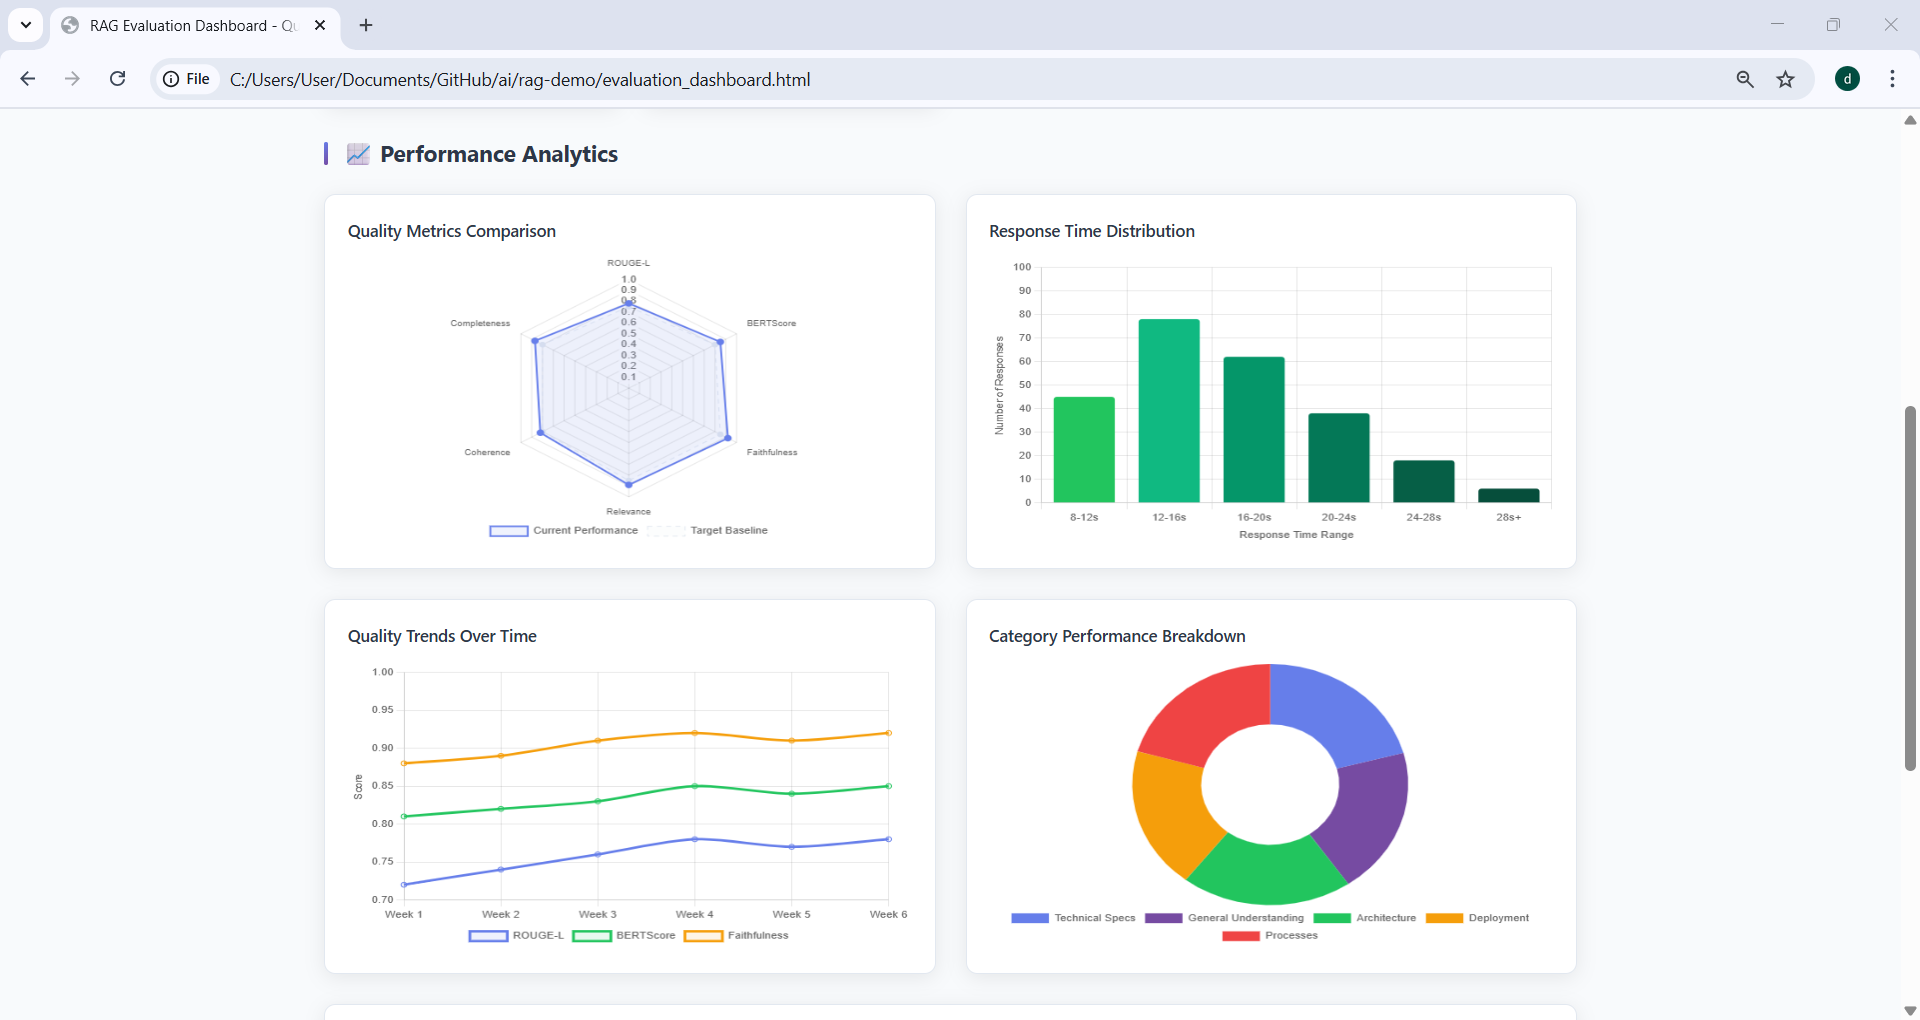 RAG Evaluation Dashboard - Qu
File
C:/Users/User/Documents/GitHub/ai/rag-demo/evaluation_dashboard.html
d
Performance Analytics
Quality Metrics Comparison
ROUGE-L
1.0
0.9
0.8
0.7
0.6
0.5
0.4
0.3
0.2
0.1
Completeness
BERTScore
Coherence
Faithfulness
Relevance
Current Performance
Target Baseline
Response Time Distribution
100
90
80
70
60
50
40
30
20
10
0
Number of Responses
8-12s 12-16s 16-20s 20-24s 24-28s 28s+
Response Time Range
Quality Trends Over Time
1.00
0.95
0.90
0.85
0.80
0.75
0.70
Score
Week 1 Week 2 Week 3 Week 4 Week 5 Week 6
ROUGE-L BERTScore Faithfulness
Category Performance Breakdown
Technical Specs General Understanding Architecture Deployment
Processes